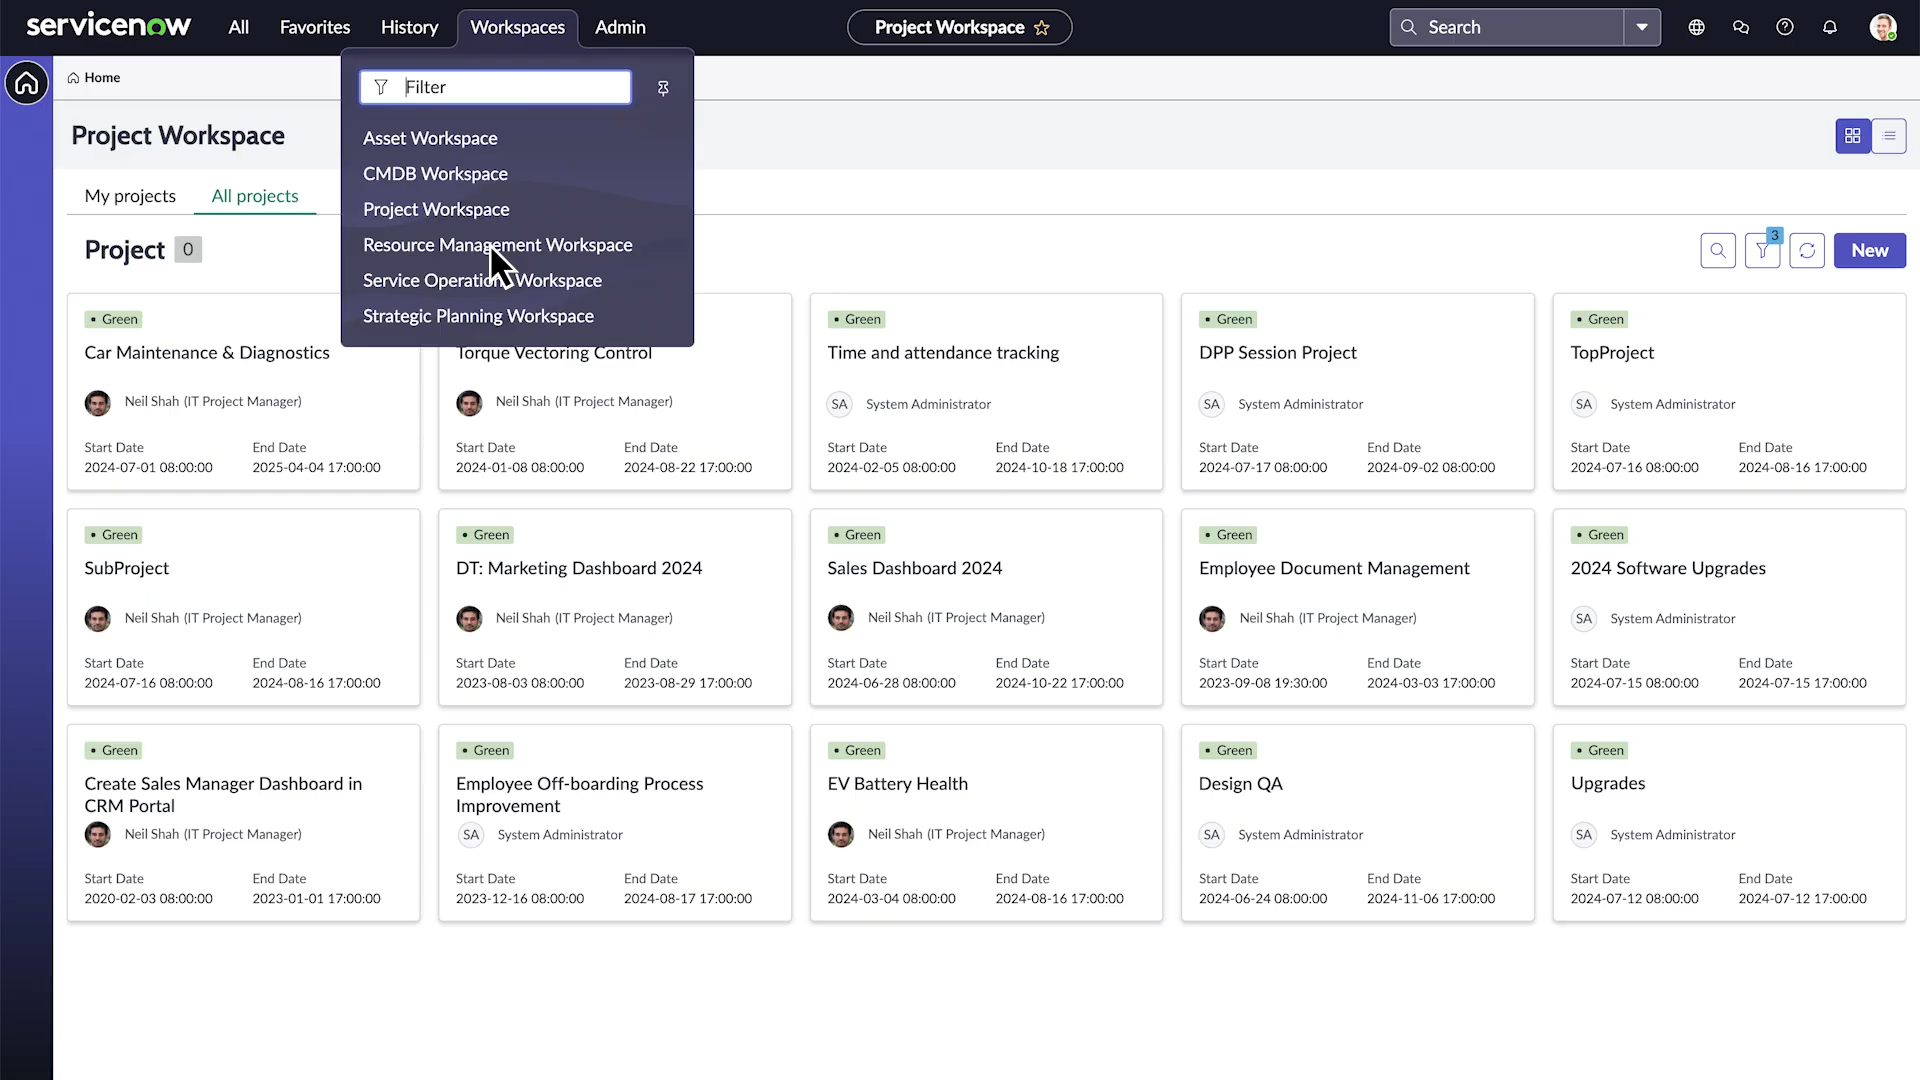 servicenow All Favorites History Workspaces Admin Project Workspace Search
Home
Filter
Project Workspace
Asset Workspace
CMDB Workspace
Project Workspace
Resource Management Workspace
Service Operation Workspace
Strategic Planning Workspace
My projects All projects
Project 0
3
New
Green
Car Maintenance & Diagnostics
Neil Shah (IT Project Manager)
Start Date End Date
2024-07-01 08:00:00 2025-04-04 17:00:00
Torque Vectoring Control
Neil Shah (IT Project Manager)
Start Date End Date
2024-01-08 08:00:00 2024-08-22 17:00:00
Green
Time and attendance tracking
SA System Administrator
Start Date End Date
2024-02-05 08:00:00 2024-10-18 17:00:00
Green
DPP Session Project
SA System Administrator
Start Date End Date
2024-07-17 08:00:00 2024-09-02 08:00:00
Green
TopProject
SA System Administrator
Start Date End Date
2024-07-16 08:00:00 2024-08-16 17:00:00
Green
SubProject
Neil Shah (IT Project Manager)
Start Date End Date
2024-07-16 08:00:00 2024-08-16 17:00:00
Green
DT: Marketing Dashboard 2024
Neil Shah (IT Project Manager)
Start Date End Date
2023-08-03 08:00:00 2023-08-29 17:00:00
Green
Sales Dashboard 2024
Neil Shah (IT Project Manager)
Start Date End Date
2024-06-28 08:00:00 2024-10-22 17:00:00
Green
Employee Document Management
Neil Shah (IT Project Manager)
Start Date End Date
2023-09-08 19:30:00 2024-03-03 17:00:00
Green
2024 Software Upgrades
SA System Administrator
Start Date End Date
2024-07-15 08:00:00 2024-07-15 17:00:00
Green
Create Sales Manager Dashboard in
CRM Portal
Neil Shah (IT Project Manager)
Start Date End Date
2020-02-03 08:00:00 2023-01-01 17:00:00
Green
Employee Off-boarding Process
Improvement
SA System Administrator
Start Date End Date
2023-12-16 08:00:00 2024-08-17 17:00:00
Green
EV Battery Health
Neil Shah (IT Project Manager)
Start Date End Date
2024-03-04 08:00:00 2024-08-16 17:00:00
Green
Design QA
SA System Administrator
Start Date End Date
2024-06-24 08:00:00 2024-11-06 17:00:00
Green
Upgrades
SA System Administrator
Start Date End Date
2024-07-12 08:00:00 2024-07-12 17:00:00